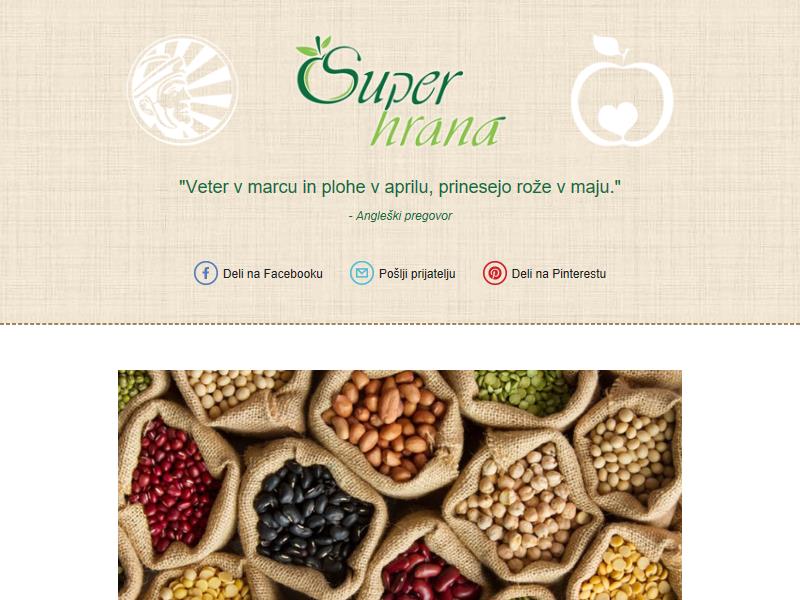 Super
hrana
"Veter v marcu in plohe v aprilu, prinesejo rože v maju."
- Angleški pregovor
Deli na Facebooku
Pošlji prijatelju
Deli na Pinterestu